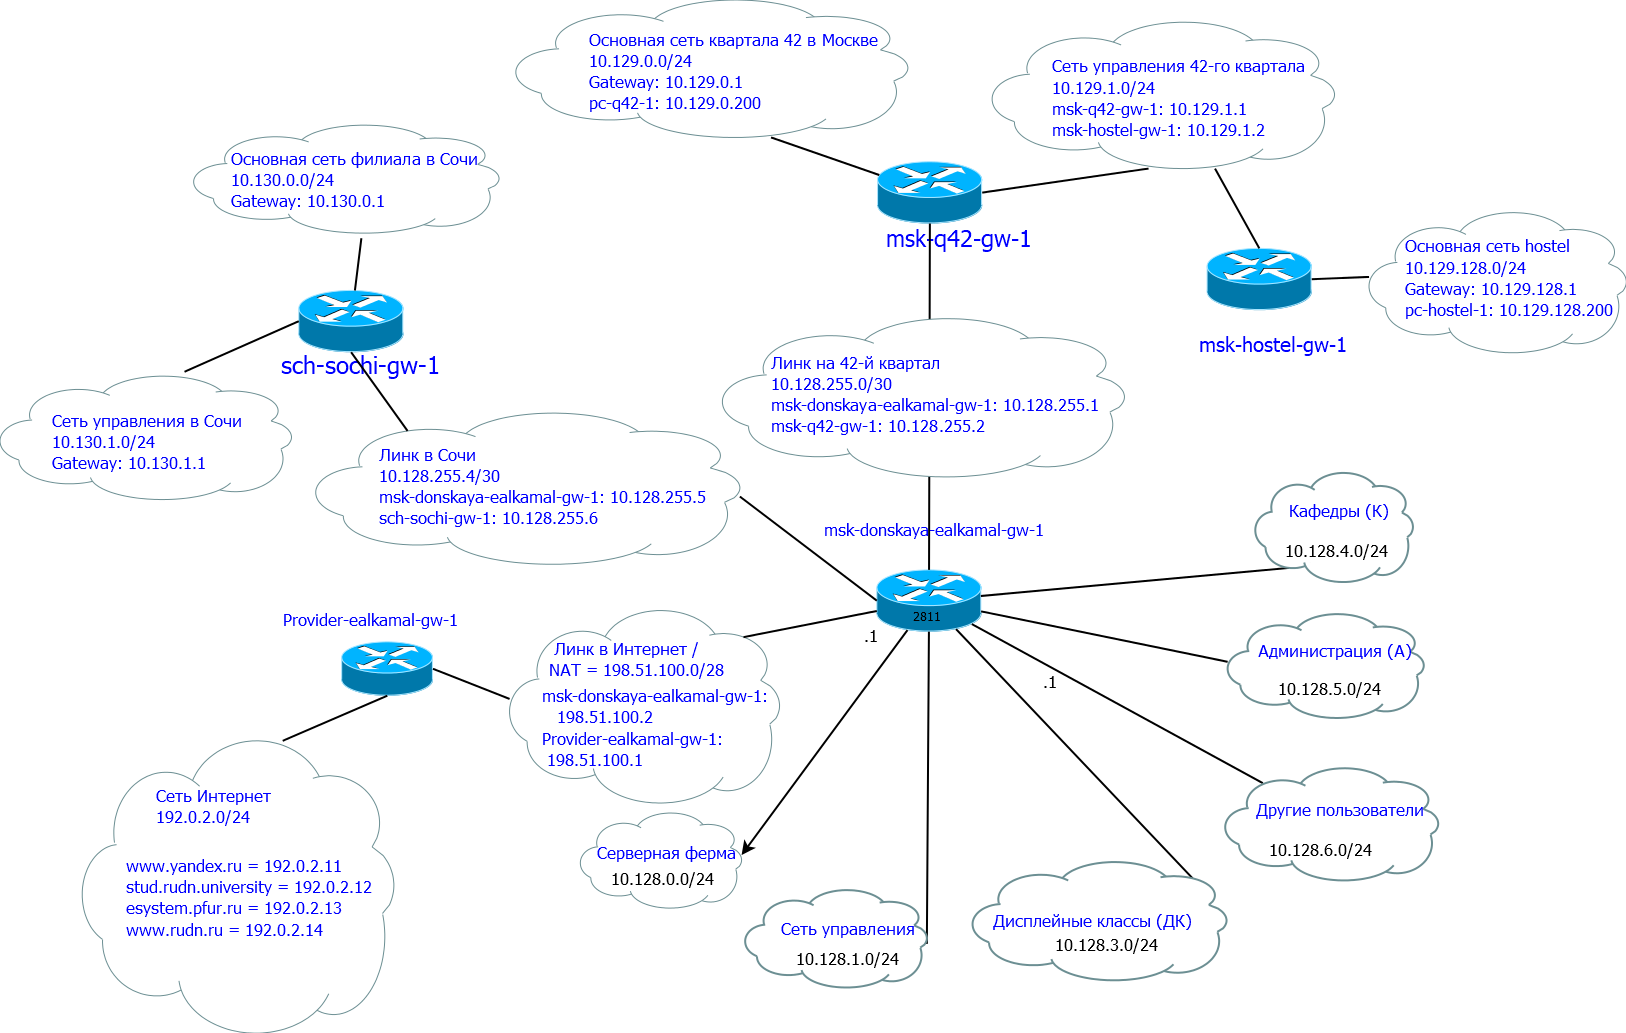 Основная сеть квартала 42 в Москве
10.129.0.0/24
Gateway: 10.129.0.1
pc-q42-1: 10.129.0.200
Сеть управления 42-го квартала
10.129.1.0/24
msk-q42-gw-1: 10.129.1.1
msk-hostel-gw-1: 10.129.1.2
Основная сеть филиала в Сочи
10.130.0.0/24
Gateway: 10.130.0.1
msk-q42-gw-1
Основная сеть hostel
10.129.128.0/24
Gateway: 10.129.128.1
pc-hostel-1: 10.129.128.200
msk-hostel-gw-1
sch-sochi-gw-1
Линк на 42-й квартал
10.128.255.0/30
msk-donskaya-ealkamal-gw-1: 10.128.255.1
msk-q42-gw-1: 10.128.255.2
Сеть управления в Сочи
10.130.1.0/24
Gateway: 10.130.1.1
Линк в Сочи
10.128.255.4/30
msk-donskaya-ealkamal-gw-1: 10.128.255.5
sch-sochi-gw-1: 10.128.255.6
msk-donskaya-ealkamal-gw-1
2811
Кафедры (К)
10.128.4.0/24
Provider-ealkamal-gw-1
.1
Линк в Интернет /
NAT = 198.51.100.0/28
msk-donskaya-ealkamal-gw-1:
198.51.100.2
Provider-ealkamal-gw-1:
198.51.100.1
Администрация (А)
10.128.5.0/24
.1
Сеть Интернет
192.0.2.0/24
www.yandex.ru = 192.0.2.11
stud.rudn.university = 192.0.2.12
esystem.pfur.ru = 192.0.2.13
www.rudn.ru = 192.0.2.14
Серверная ферма
10.128.0.0/24
Другие пользователи
10.128.6.0/24
Сеть управления
10.128.1.0/24
Дисплейные классы (ДК)
10.128.3.0/24